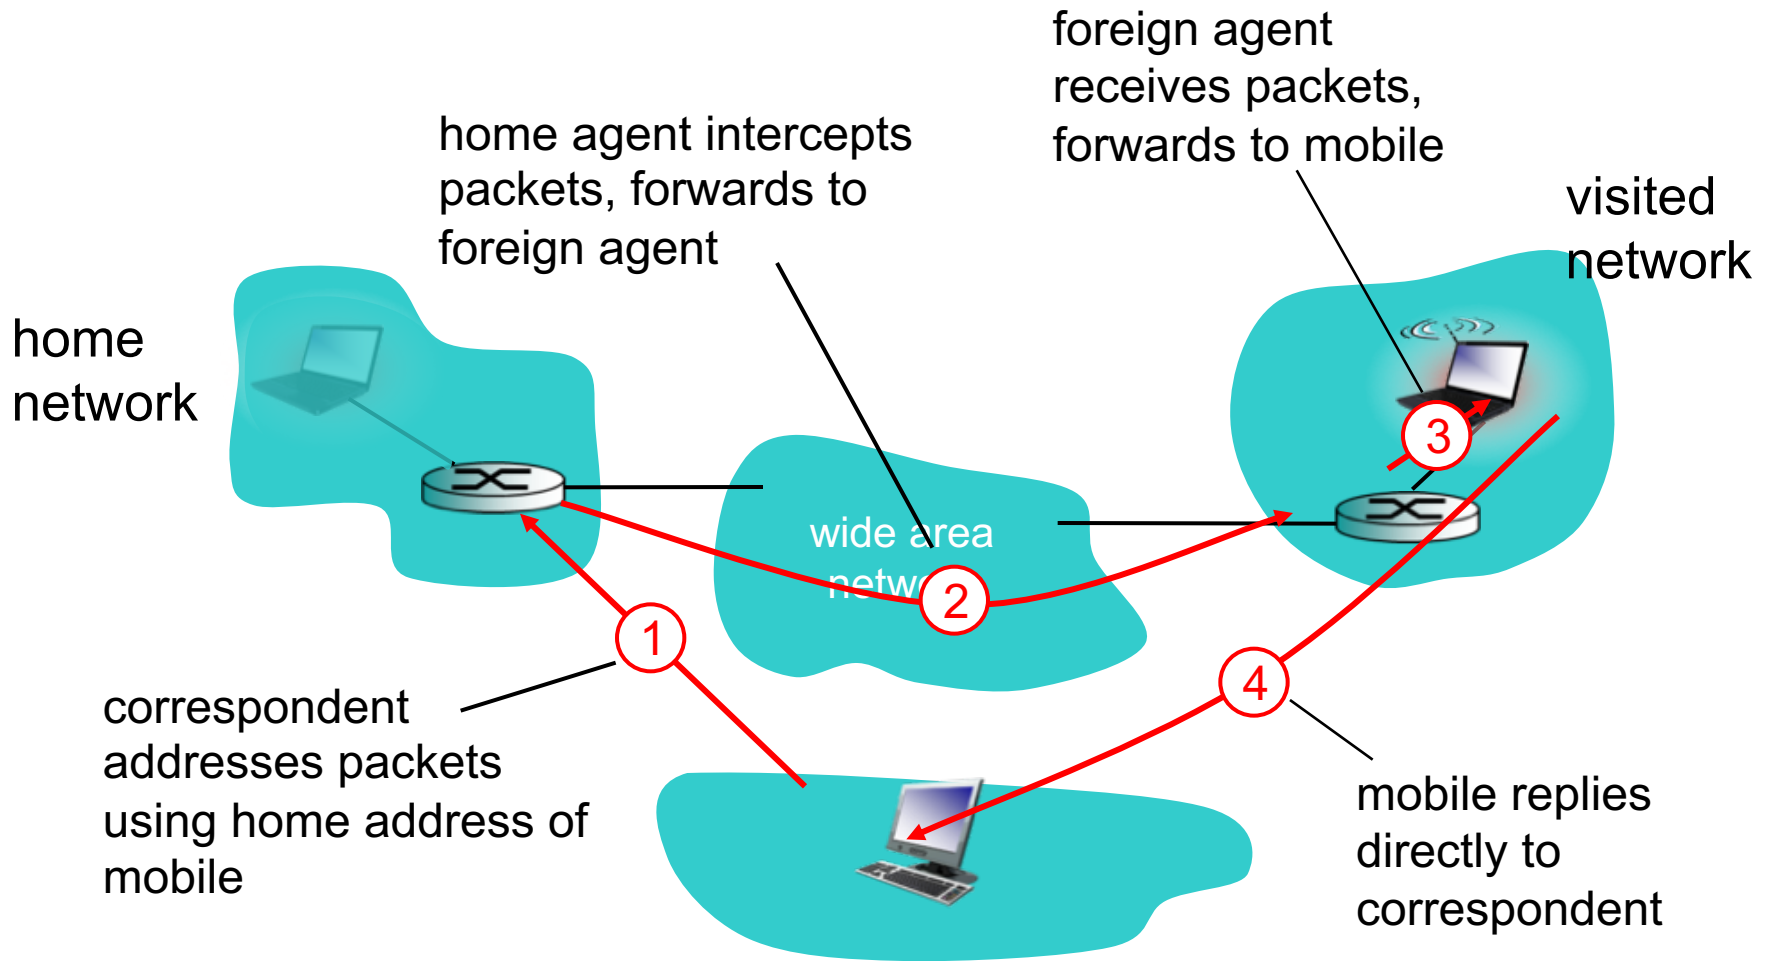 foreign agent
receives packets,
forwards to mobile
home agent intercepts
packets, forwards to
foreign agent
visited
network
home
network
3
wide area
network
2
1
4
correspondent
addresses packets
using home address of
mobile
mobile replies
directly to
correspondent